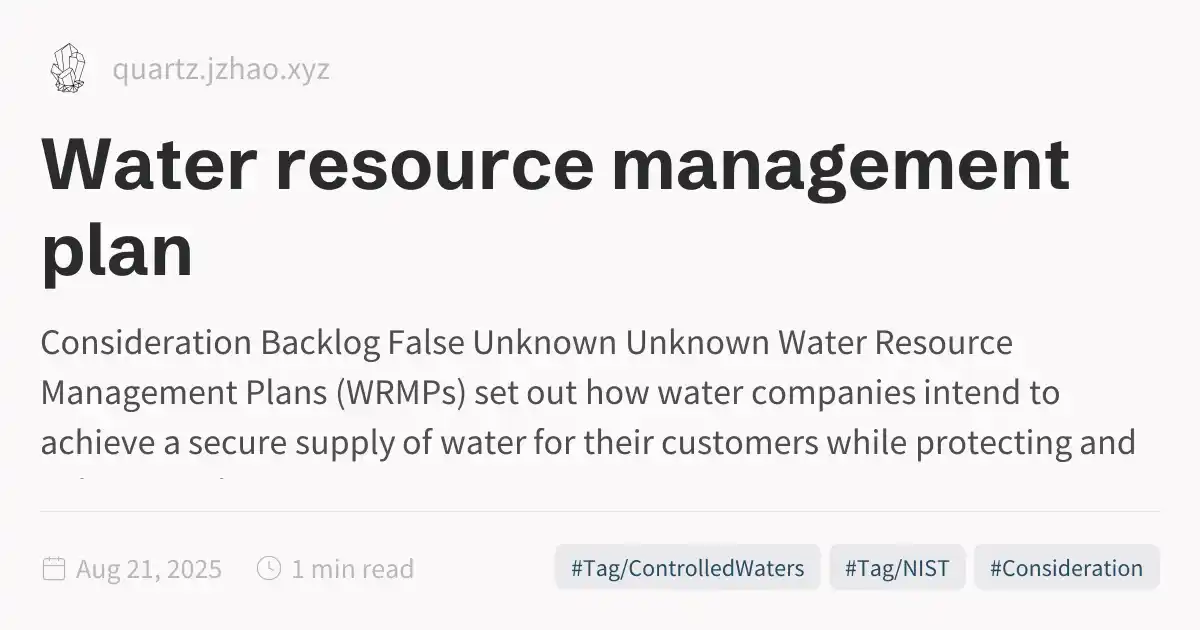 quartz.jzhao.xyz
Water resource management
plan
Consideration Backlog False Unknown Unknown Water Resource
Management Plans (WRMPs) set out how water companies intend to
achieve a secure supply of water for their customers while protecting and
Aug 21, 2025 1 min read #Tag/ControlledWaters #Tag/NIST #Consideration